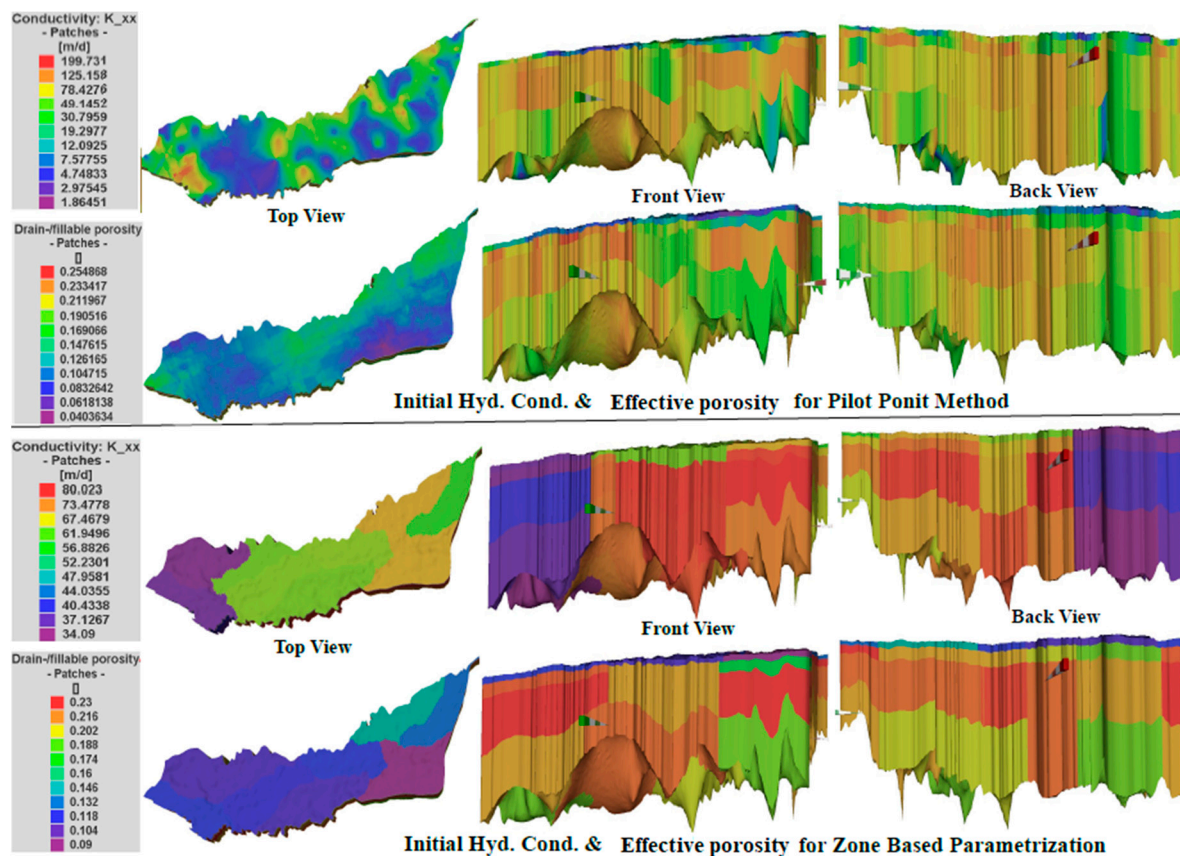 Conductivity: K_xx
- Patches -
[m/d]
199.731
125.158
78.4276
49.1452
30.7959
19.2977
12.0925
7.57755
4.74833
2.97545
1.86451
Top View
Front View
Back View
Drain-/fillable porosity
- Patches -
[]
0.254868
0.233417
0.211967
0.190516
0.169066
0.147615
0.126165
0.104715
0.0832642
0.0618138
0.0403634
Initial Hyd. Cond. & Effective porosity for Pilot Ponit Method
Conductivity: K_xx
- Patches -
[m/d]
80.023
73.4778
67.4679
61.9496
56.8826
52.2301
47.9581
44.0355
40.4338
37.1267
34.09
Top View
Front View
Back View
Drain-/fillable porosity
- Patches -
[]
0.23
0.216
0.202
0.188
0.174
0.16
0.146
0.132
0.118
0.104
0.09
Initial Hyd. Cond. & Effective porosity for Zone Based Parametrization